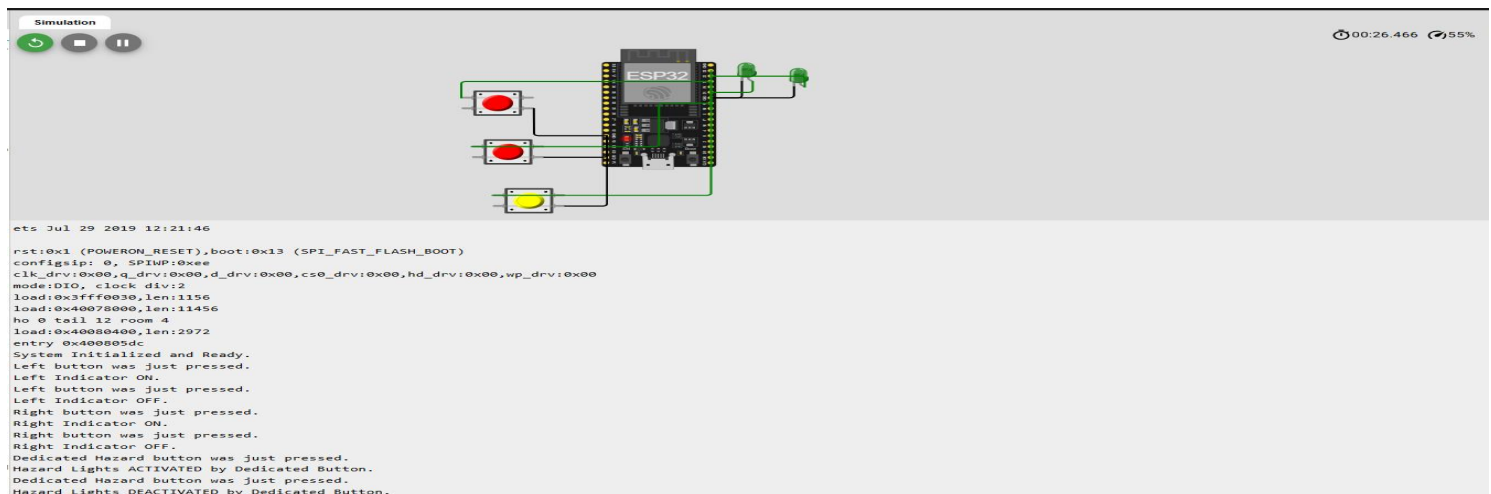 Simulation
00:26.466 55%
ESP32
ets Jul 29 2019 12:21:46
rst:0x1 (POWERON_RESET),boot:0x13 (SPI_FAST_FLASH_BOOT)
configsip: 0, SPIWP:0xee
clk_drv:0x00,q_drv:0x00,d_drv:0x00,cs0_drv:0x00,hd_drv:0x00,wp_drv:0x00
mode:DIO, clock div:2
load:0x3fff0030,len:1156
load:0x40078000,len:11456
ho 0 tail 12 room 4
load:0x40080400,len:2972
entry 0x400805dc
System Initialized and Ready.
Left button was just pressed.
Left Indicator ON.
Left button was just pressed.
Left Indicator OFF.
Right button was just pressed.
Right Indicator ON.
Right button was just pressed.
Right Indicator OFF.
Dedicated Hazard button was just pressed.
Hazard Lights ACTIVATED by Dedicated Button.
Dedicated Hazard button was just pressed.
Hazard Lights DEACTIVATED by Dedicated Button.